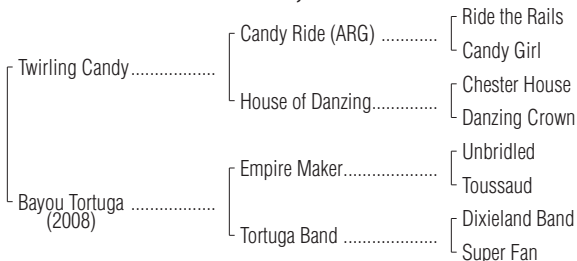 Ride the Rails
Candy Ride (ARG) ............
Candy Girl
Twirling Candy..................
Chester House
House of Danzing..............
Danzing Crown
Unbridled
Empire Maker....................
Toussaud
Bayou Tortuga ..................
(2008)
Dixieland Band
Tortuga Band ....................
Super Fan